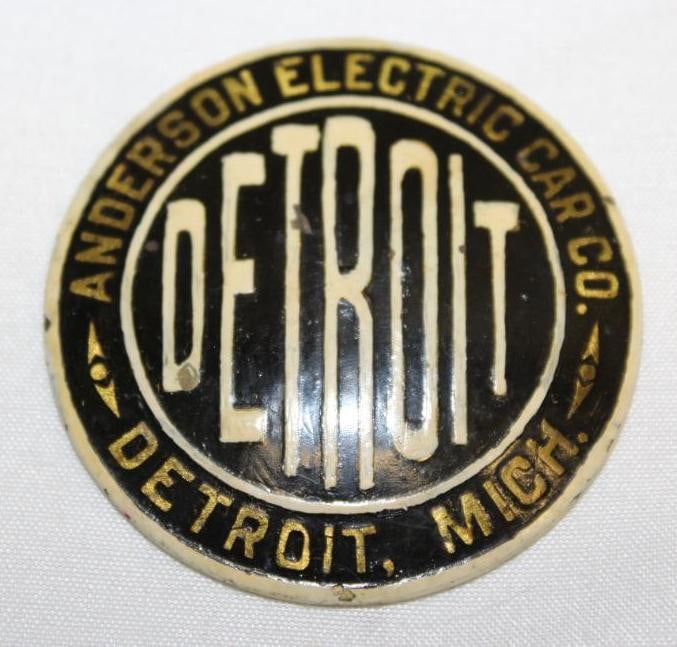 ANDERSON ELECTRIC CAR CO.
DETROIT
DETROIT, MICH.